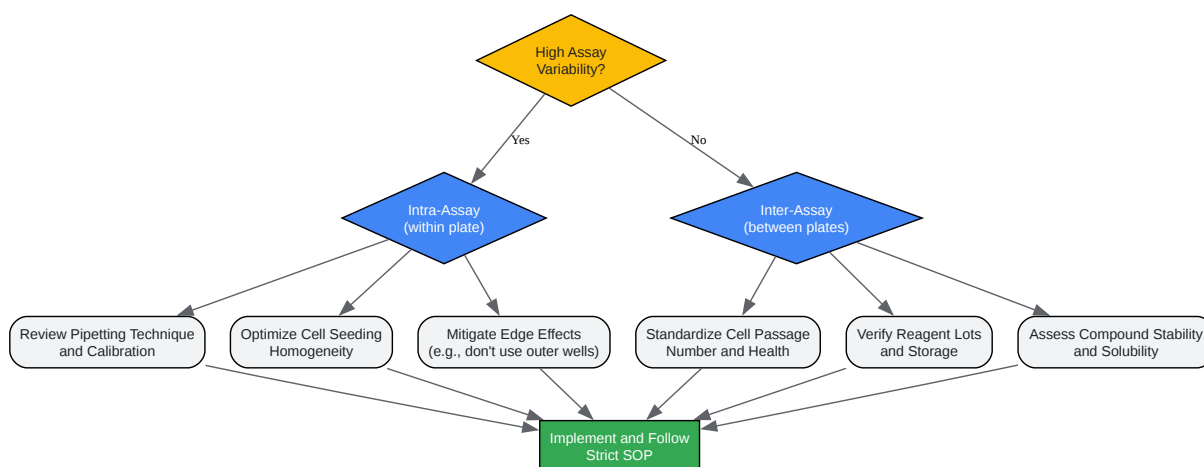 High Assay
Variability?
Yes
No
Intra-Assay
(within plate)
Inter-Assay
(between plates)
Review Pipetting Technique
and Calibration
Optimize Cell Seeding
Homogeneity
Mitigate Edge Effects
(e.g., don't use outer wells)
Standardize Cell Passage
Number and Health
Verify Reagent Lots
and Storage
Assess Compound Stability
and Solubility
Implement and Follow
Strict SOP